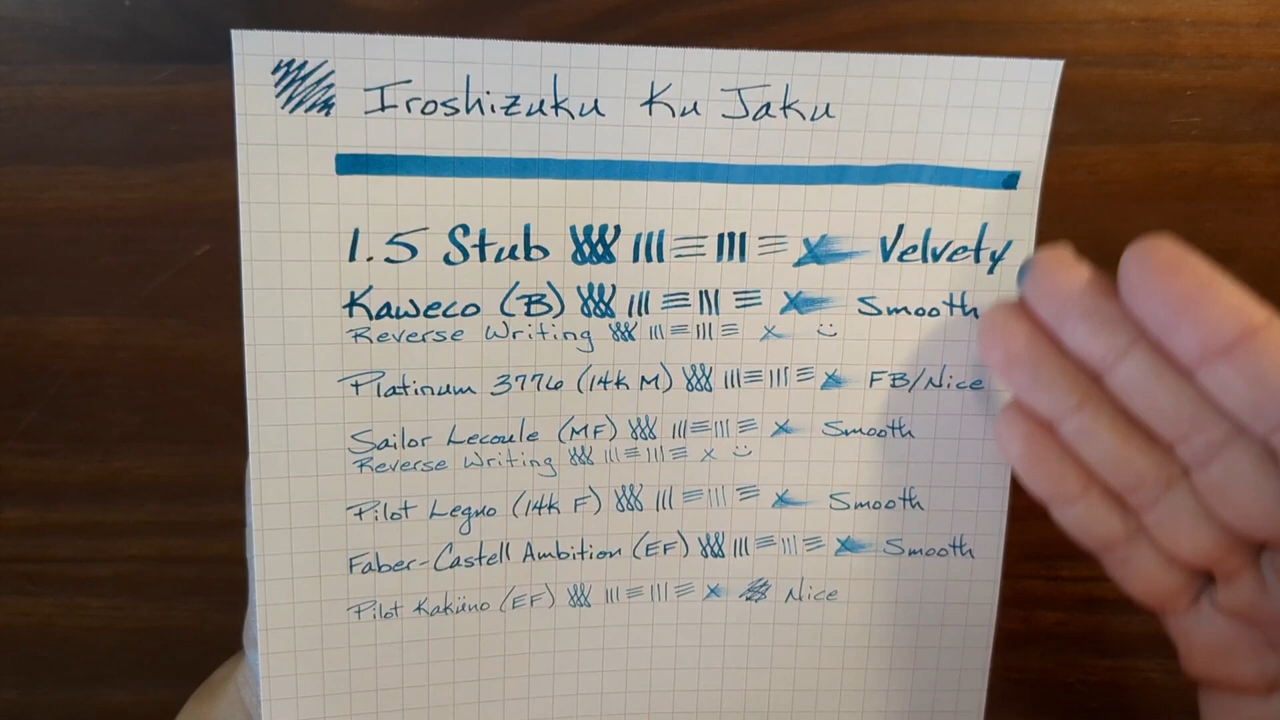 Iroshizuku Ku Jaku
1.5 Stub Velvety
Kaweco (B) x Smooth
Reverse Writing x :)
Platinum 3776 (14k M) x FB/Nice
Sailor Lecoule (MF) x Smooth
Reverse Writing x :)
Pilot Legno (14k F) x Smooth
Faber-Castell Ambition (EF) x Smooth
Pilot Kaküno (EF) x Nice